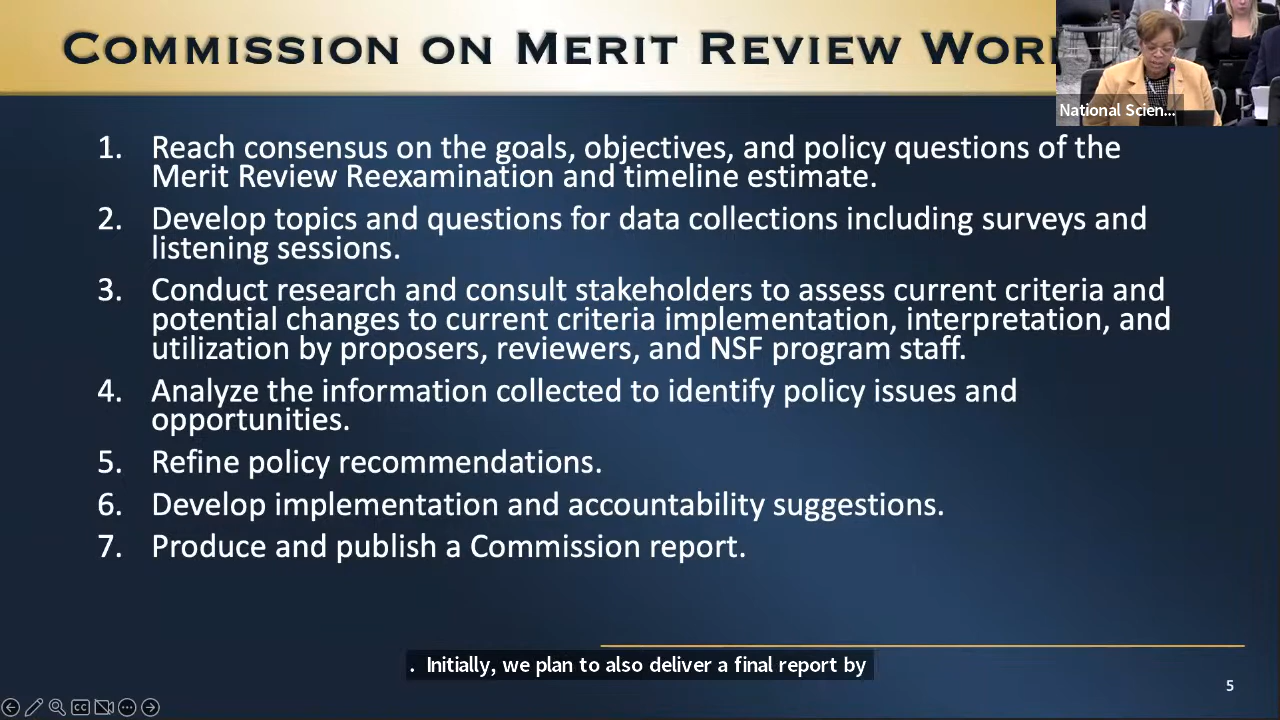 COMMISSION ON MERIT REVIEW
National Scien...
1. Reach consensus on the goals, objectives, and policy questions of the
Merit Review Reexamination and timeline estimate.
2. Develop topics and questions for data collections including surveys and
listening sessions.
3. Conduct research and consult stakeholders to assess current criteria and
potential changes to current criteria implementation, interpretation, and
utilization by proposers, reviewers, and NSF program staff.
4. Analyze the information collected to identify policy issues and
opportunities.
5. Refine policy recommendations.
6. Develop implementation and accountability suggestions.
7. Produce and publish a Commission report.
. Initially, we plan to also deliver a final report by
5
CC